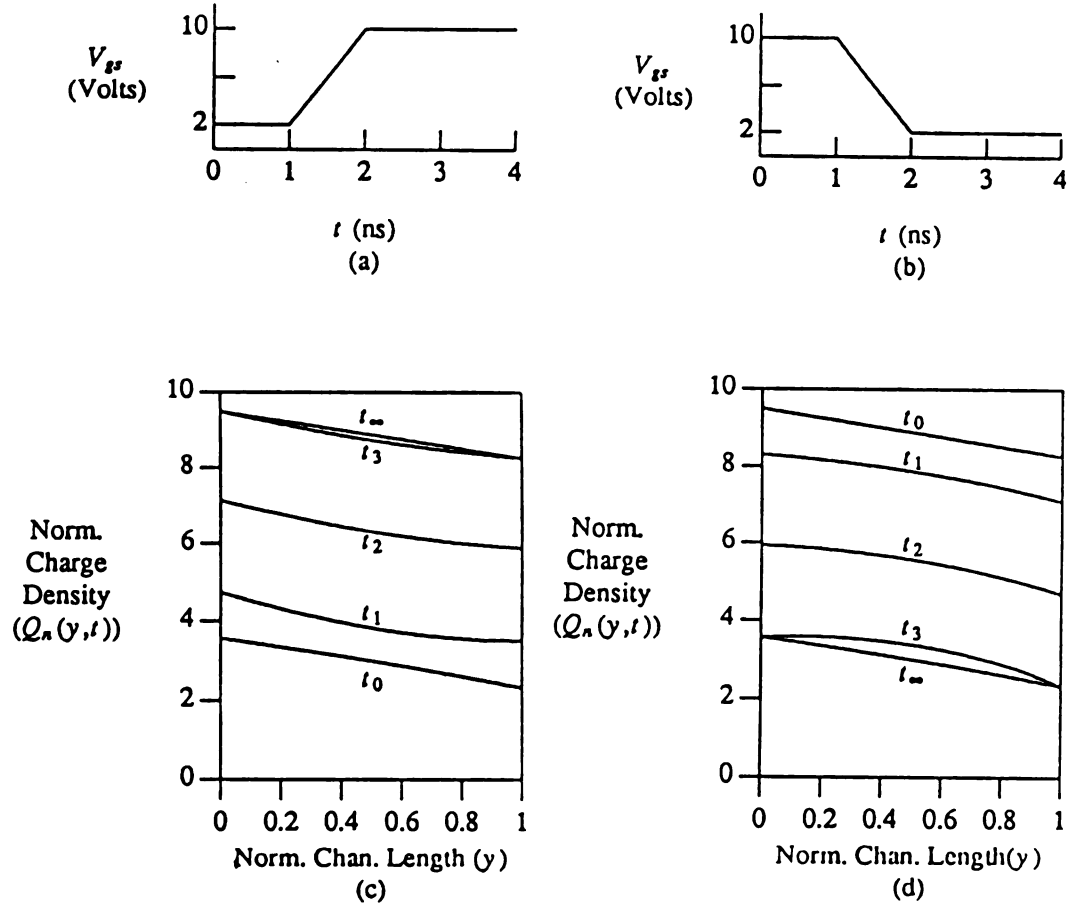 10
V_gs
(Volts)
2
0 1 2 3 4
t (ns)
(a)
10
V_gs
(Volts)
2
0 1 2 3 4
t (ns)
(b)
10
8
6
4
2
0
Norm.
Charge
Density
(Q_n(y,t))
t_∞
t_3
t_2
t_1
t_0
0 0.2 0.4 0.6 0.8 1
Norm. Chan. Length (y)
(c)
10
8
6
4
2
0
Norm.
Charge
Density
(Q_n(y,t))
t_0
t_1
t_2
t_3
t_∞
0 0.2 0.4 0.6 0.8 1
Norm. Chan. Length(y)
(d)